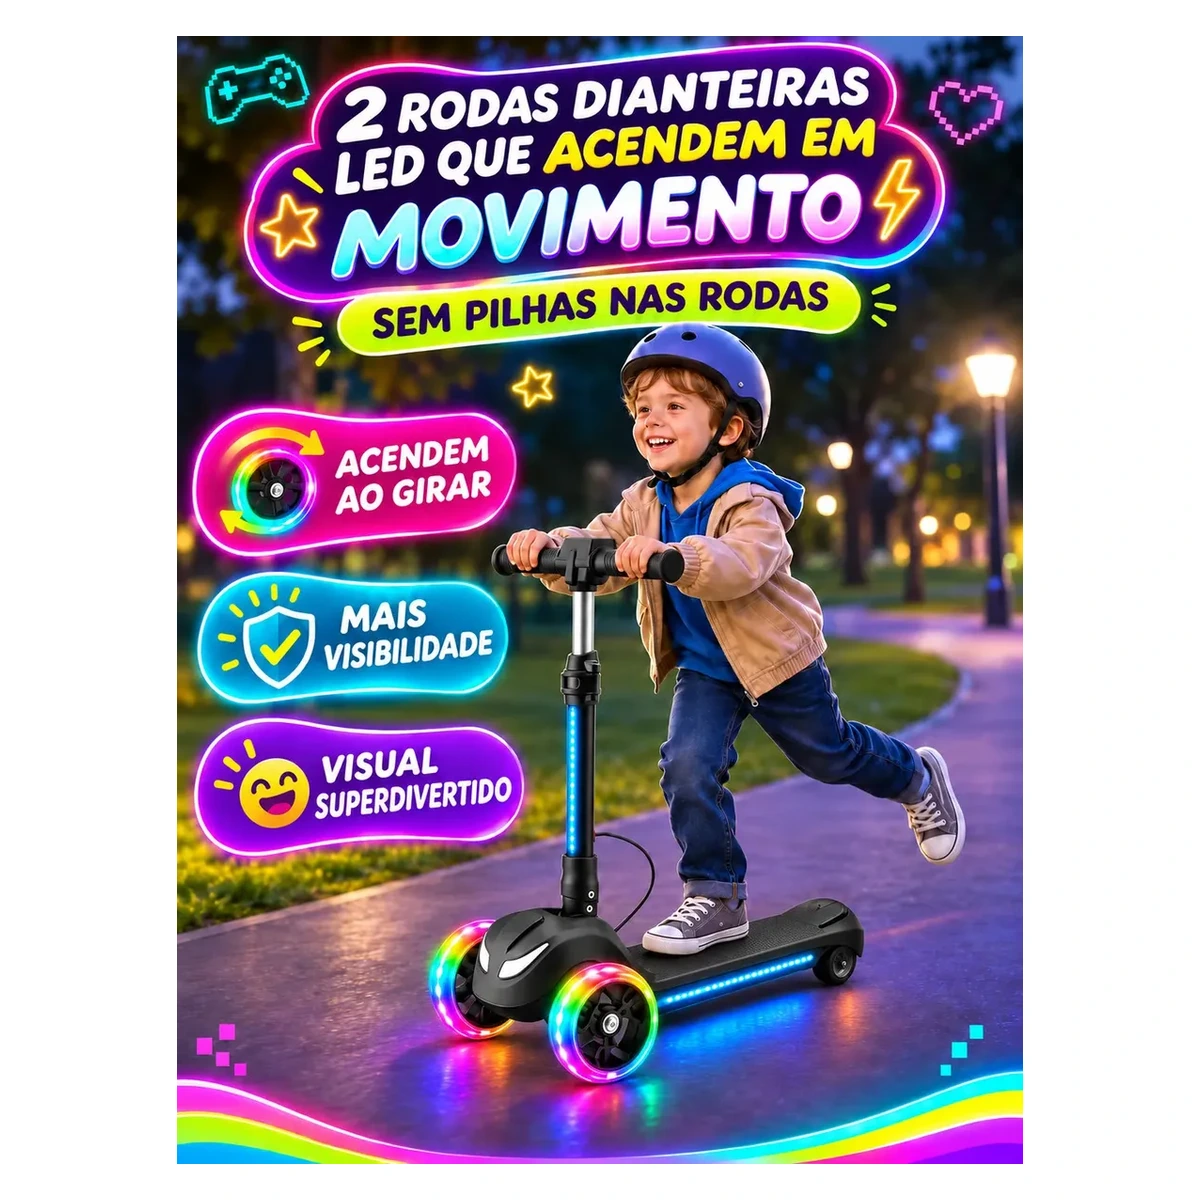 2 RODAS DIANTEIRAS
LED QUE ACENDEM EM
MOVIMENTO
SEM PILHAS NAS RODAS
ACENDEM
AO GIRAR
MAIS
VISIBILIDADE
VISUAL
SUPERDIVERTIDO